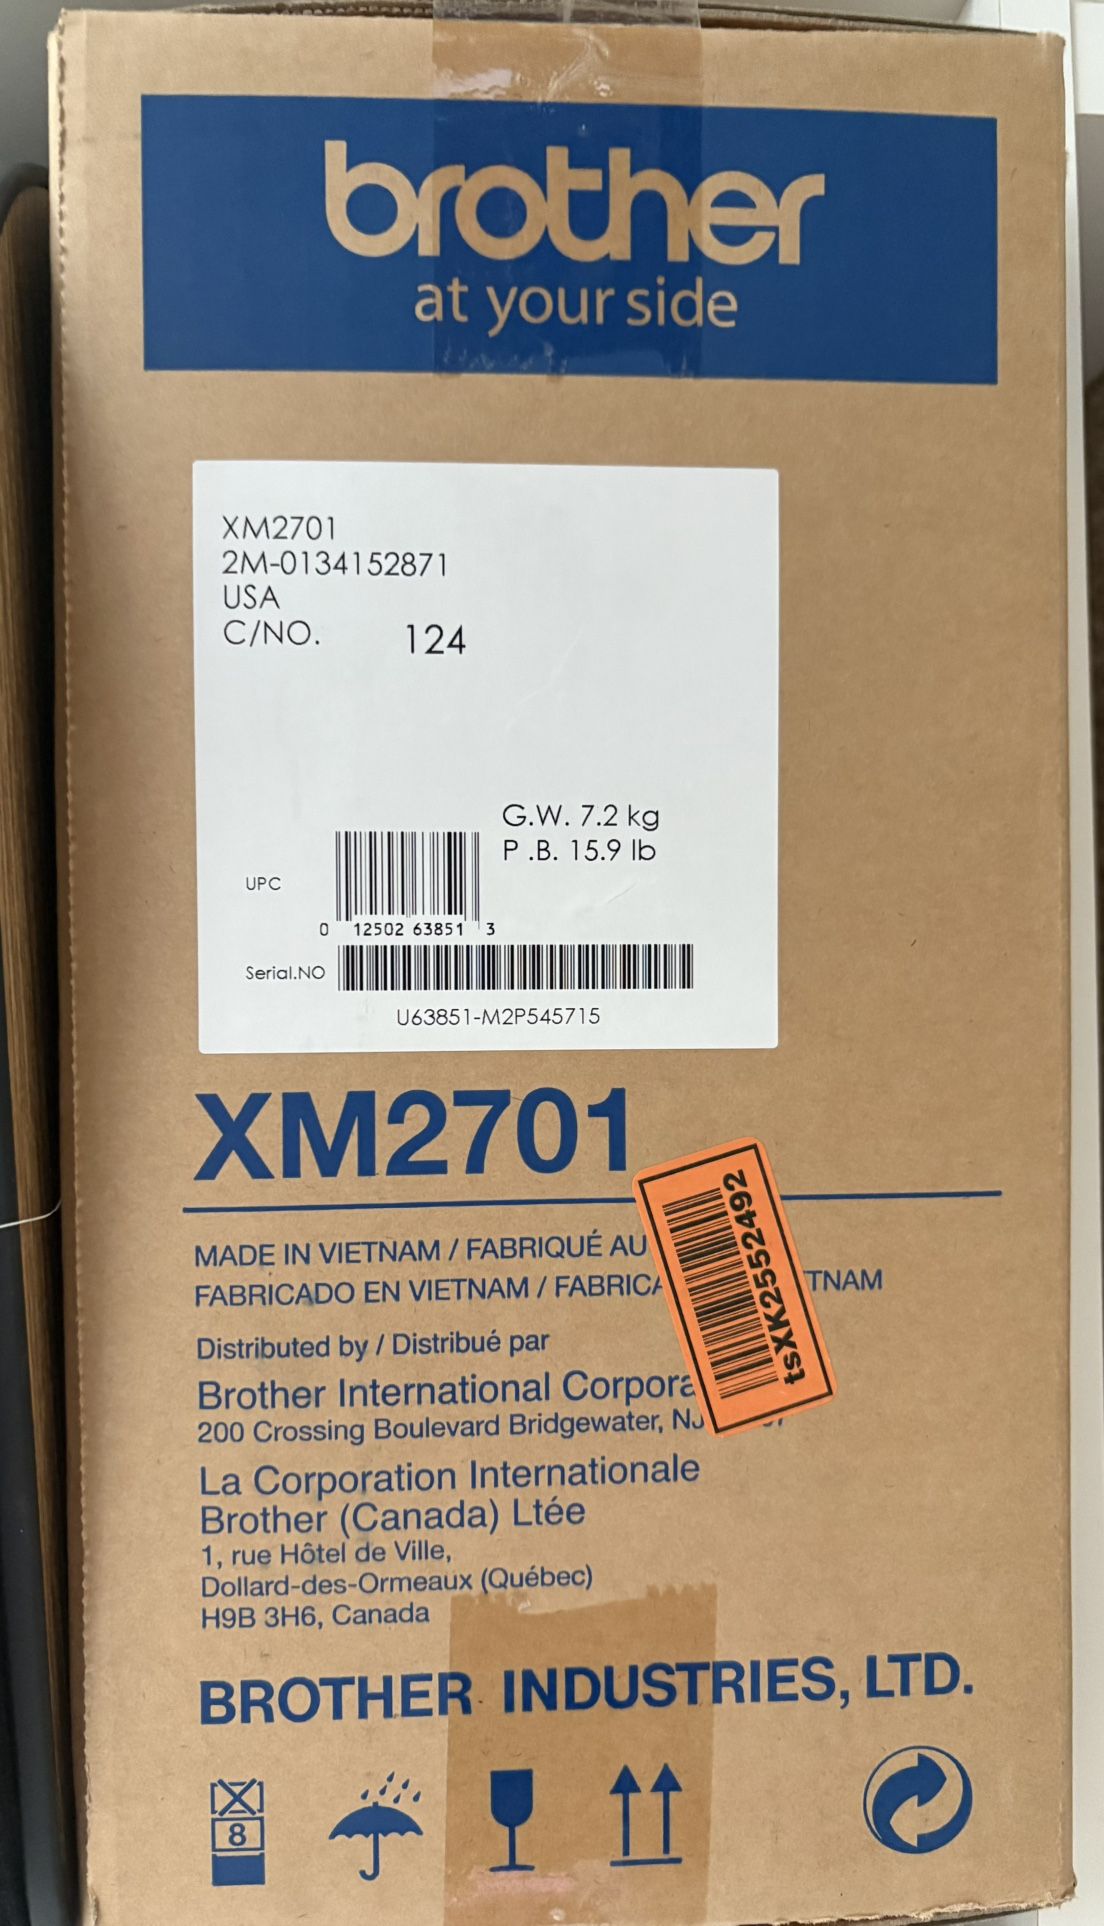 brother
at your side
XM2701
2M-0134152871
USA
C/NO. 124
G.W. 7.2 kg
P .B. 15.9 lb
UPC
0 12502 63851 3
Serial.NO
U63851-M2P545715
XM2701
tsXK2552492
MADE IN VIETNAM / FABRIQUÉ AU
FABRICADO EN VIETNAM / FABRICA TNAM
Distributed by / Distribué par
Brother International Corpora
200 Crossing Boulevard Bridgewater, NJ
La Corporation Internationale
Brother (Canada) Ltée
1, rue Hôtel de Ville,
Dollard-des-Ormeaux (Québec)
H9B 3H6, Canada
BROTHER INDUSTRIES, LTD.
8